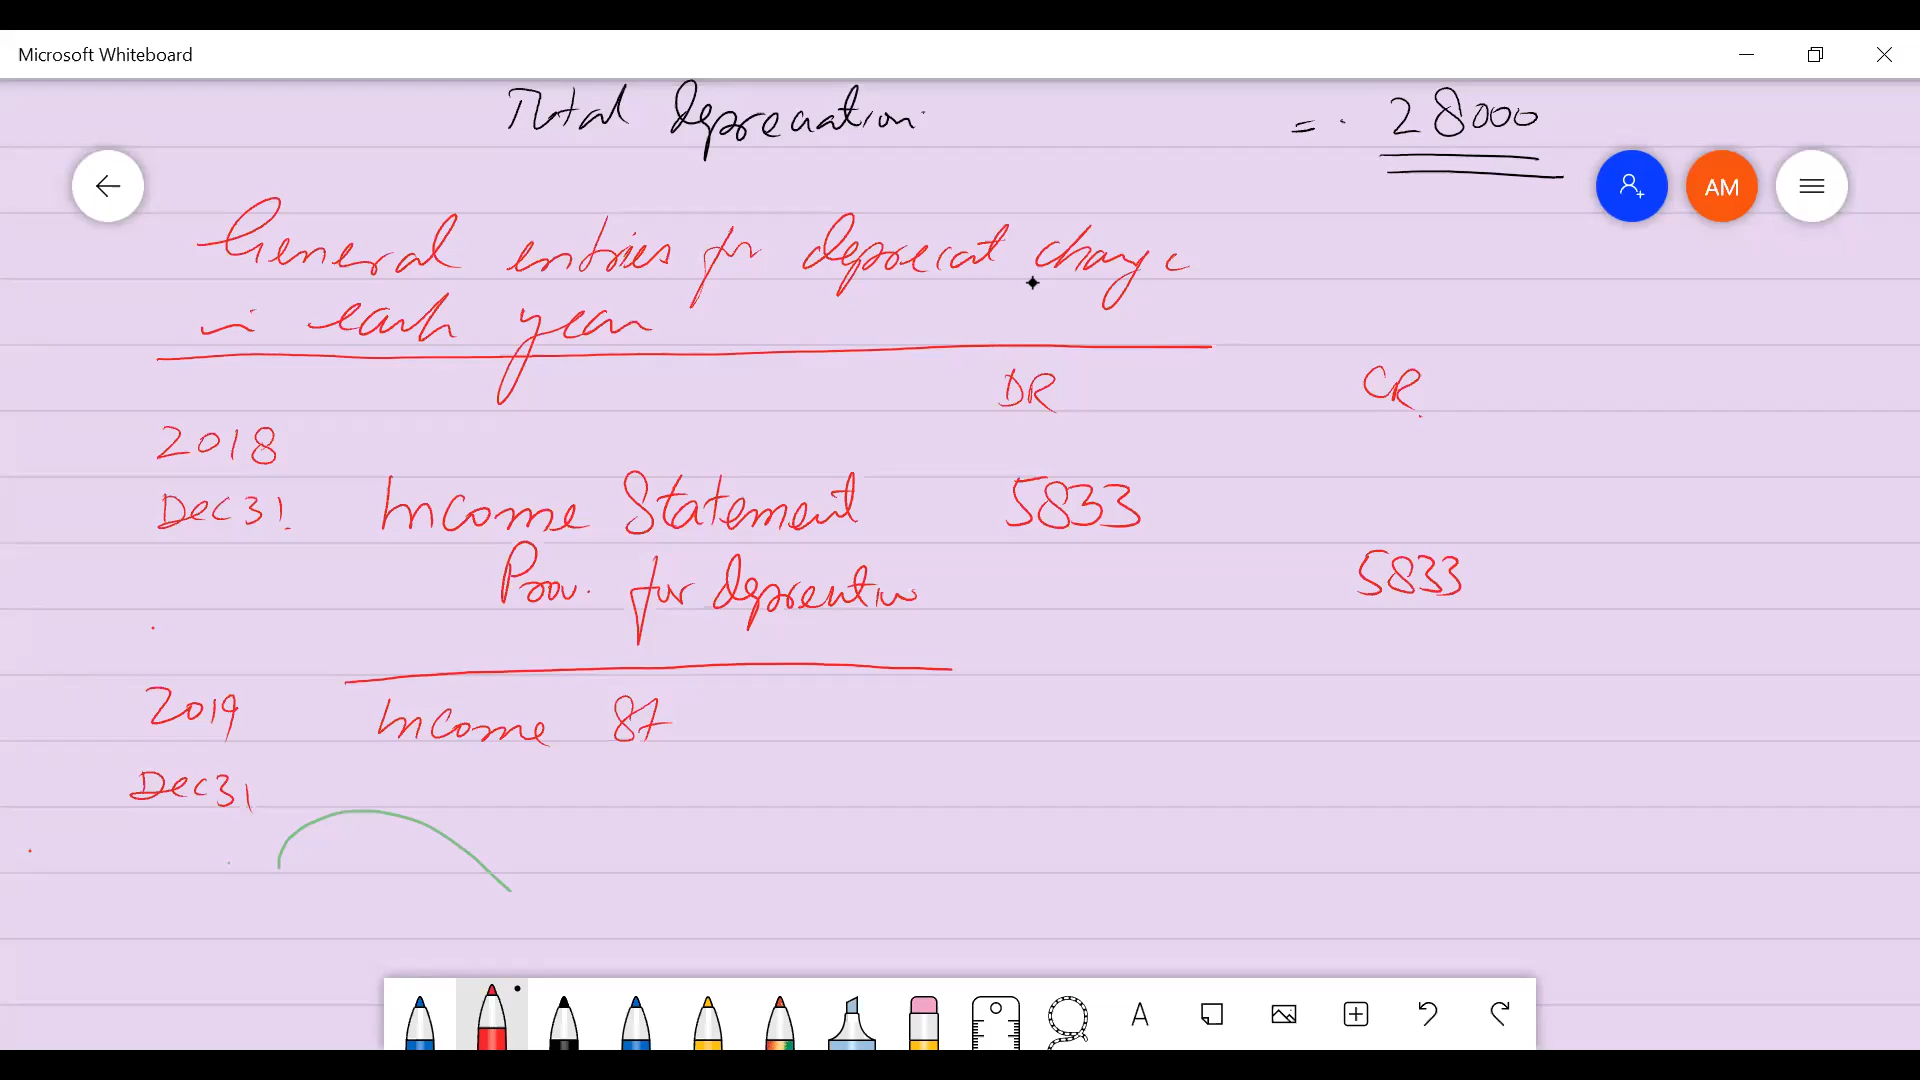 Microsoft Whiteboard
Total depreciation = 28000
AM
General entries for depreciat charge
in each year
DR CR.
2018
Dec 31. Income Statement 5833
Prov. for depreciation 5833
2019 Income St
Dec 31
A